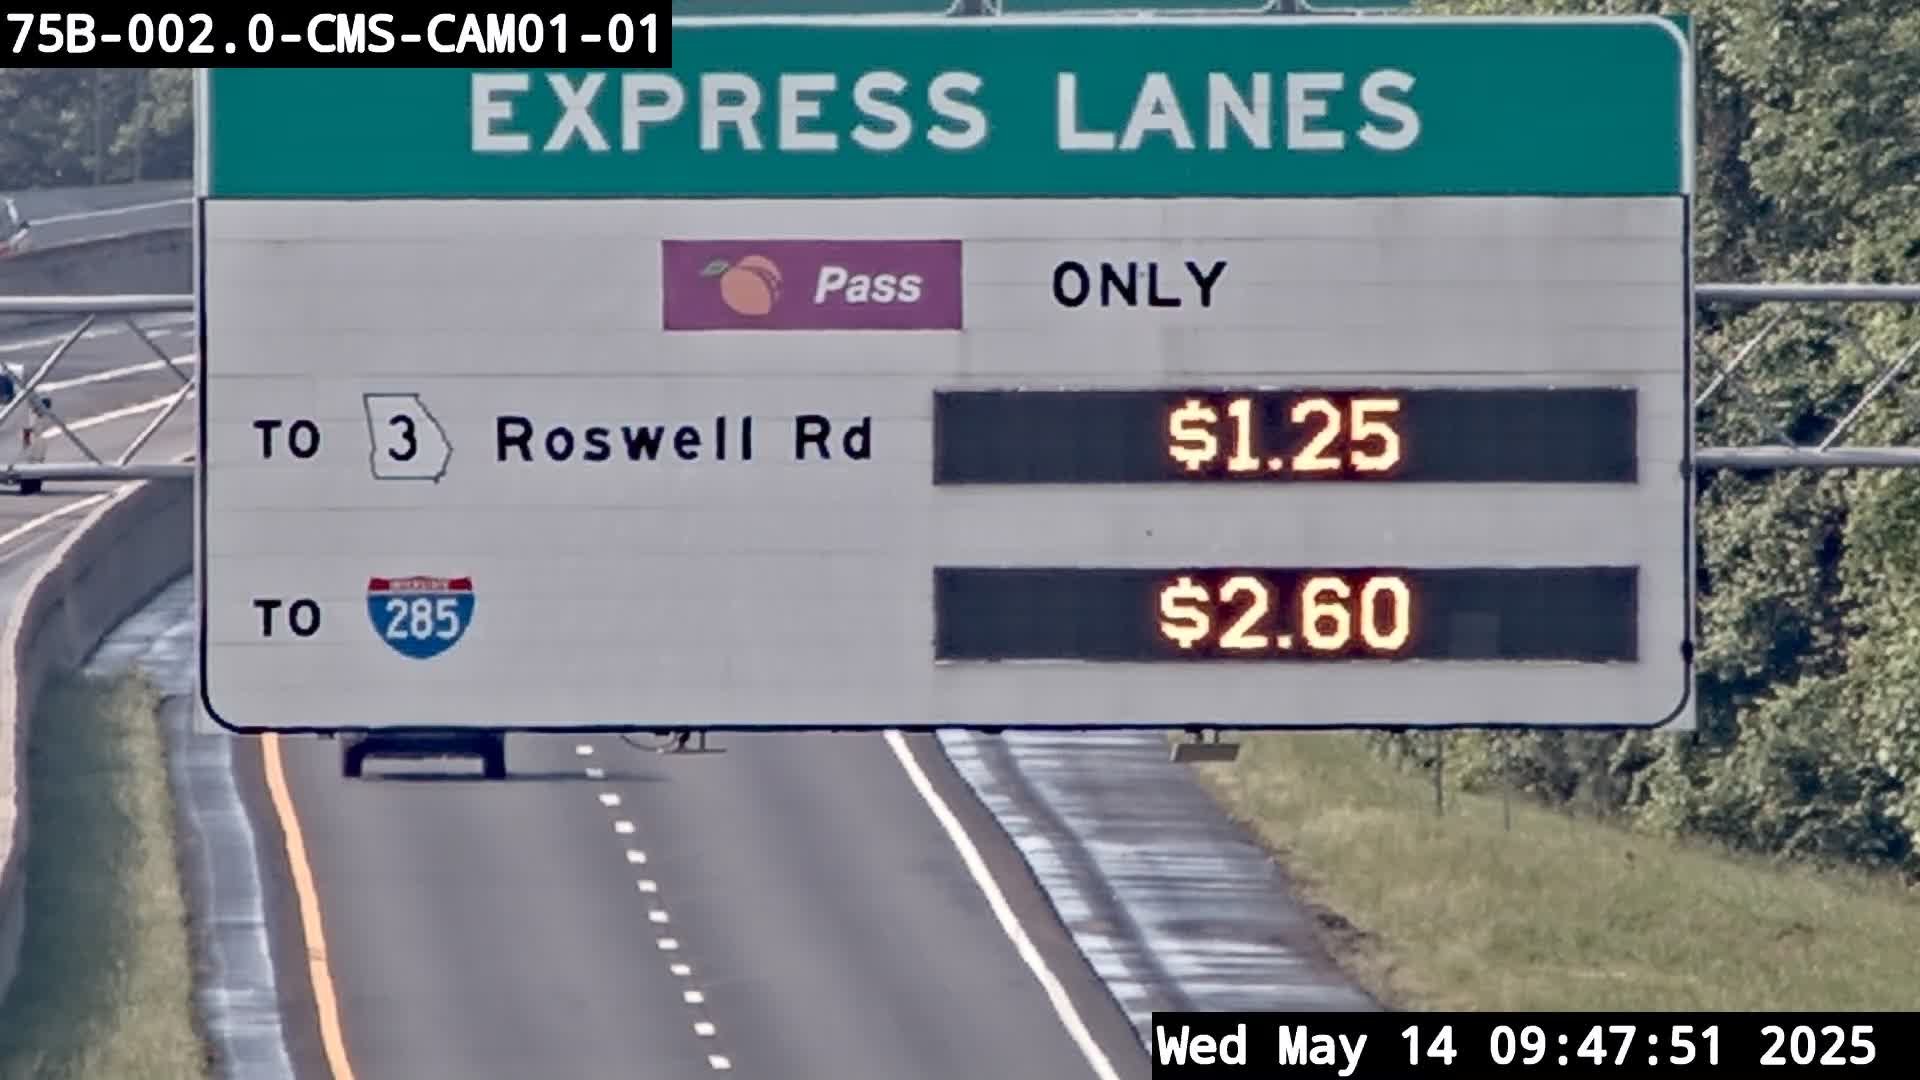 75B-002.0-CMS-CAM01-01
EXPRESS LANES
Pass ONLY
TO 3 Roswell Rd $1.25
INTERSTATE
TO 285 $2.60
Wed May 14 09:47:51 2025